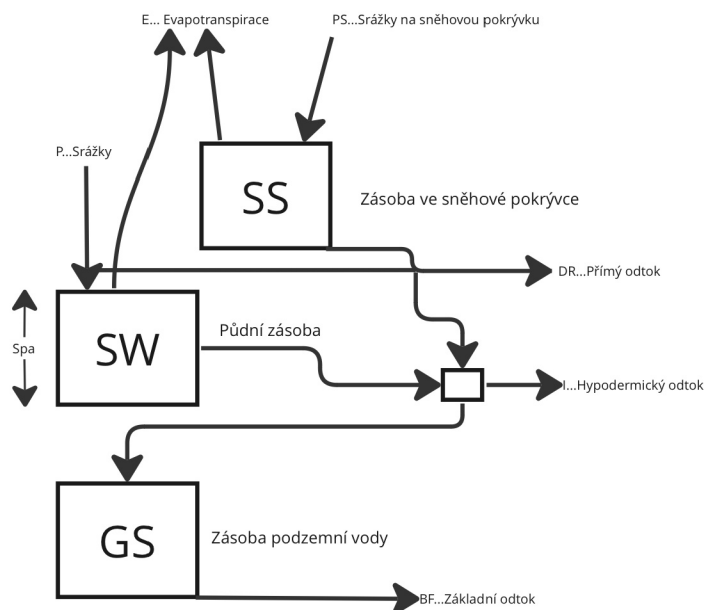 E... Evapotranspirace
PS...Srážky na sněhovou pokrývku
P...Srážky
SS
Zásoba ve sněhové pokrývce
DR...Přímý odtok
Spa
SW
Půdní zásoba
I...Hypodermický odtok
GS
Zásoba podzemní vody
BF...Základní odtok